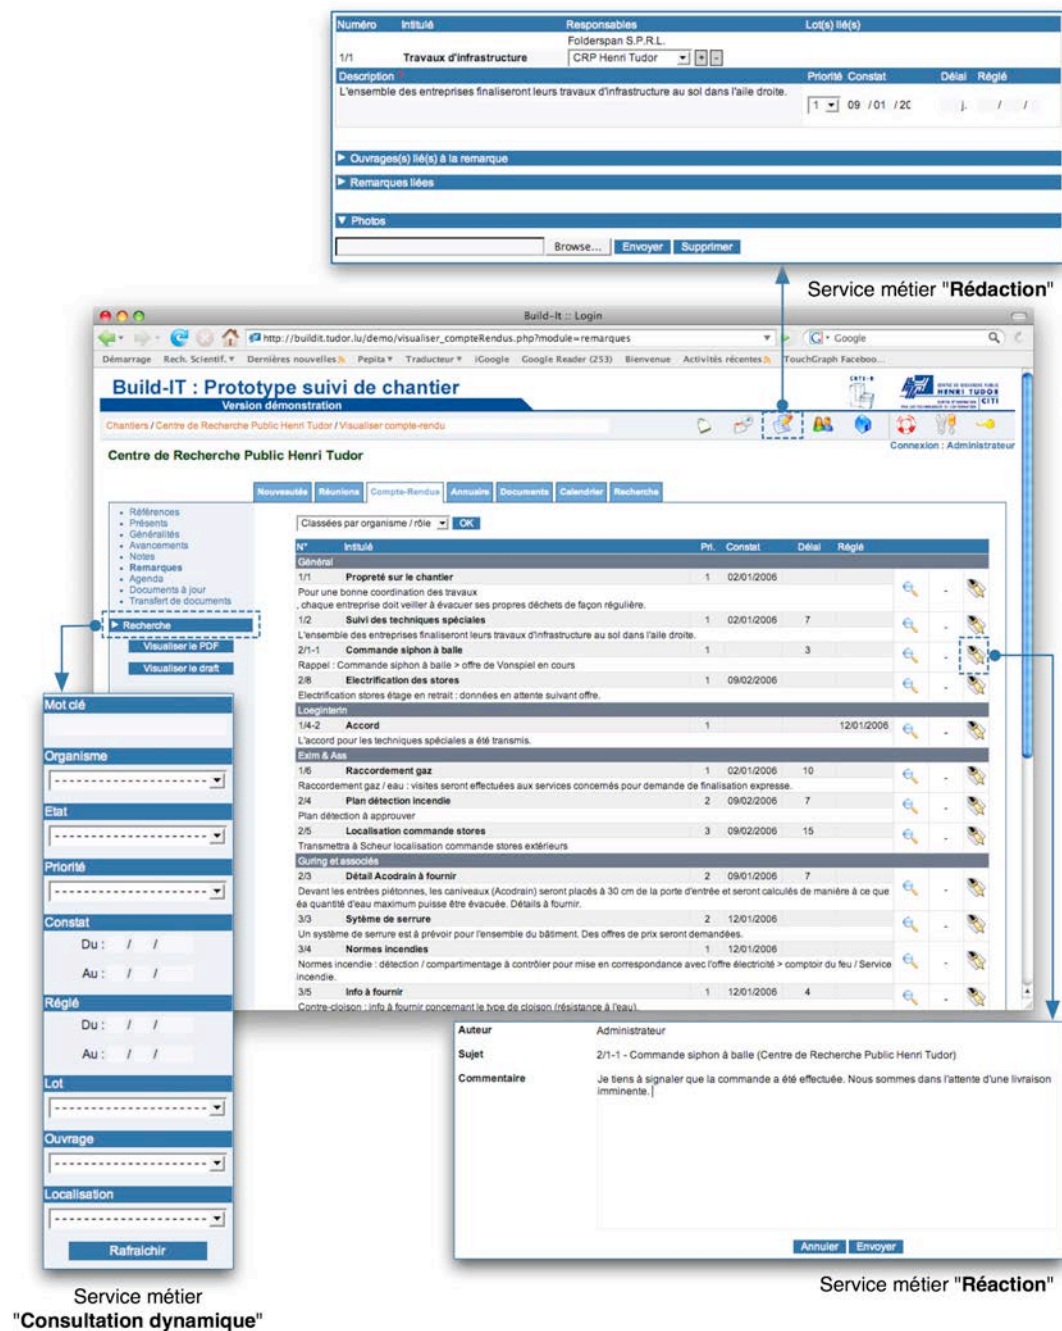 Numéro Intitulé Responsables Lot(s) lié(s)
Folderspan S.P.R.L.
1/1 Travaux d'infrastructure CRP Henri Tudor + -
Description * Priorité Constat Délai Réglé
L'ensemble des entreprises finaliseront leurs travaux d'infrastructure au sol dans l'aile droite.
1 09 / 01 / 20 j. / /
Ouvrages(s) lié(s) à la remarque
Remarques liées
Photos
Browse... Envoyer Supprimer
Service métier "Rédaction"
Build-It :: Login
http://buildit.tudor.lu/demo/visualiser_compteRendus.php?module=remarques Google
Démarrage Rech. Scientif. Dernières nouvelles Pepita Traducteur iGoogle Google Reader (253) Bienvenue Activités récentes TouchGraph Faceboo...
Build-IT : Prototype suivi de chantier
CRTE-B
HENRI TUDOR
CITI
Version démonstration
Chantiers / Centre de Recherche Public Henri Tudor / Visualiser compte-rendu
Connexion : Administrateur
Centre de Recherche Public Henri Tudor
Nouveautés Réunions Compte-Rendus Annuaire Documents Calendrier Recherche
Références
Présents
Généralités
Avancements
Notes
Remarques
Agenda
Documents à jour
Transfert de documents
Recherche
Visualiser le PDF
Visualiser le draft
Classées par organisme / rôle OK
N° Intitulé Pri. Constat Délai Réglé
Général
1/1 Propreté sur le chantier 1 02/01/2006
Pour une bonne coordination des travaux
, chaque entreprise doit veiller à évacuer ses propres déchets de façon régulière.
1/2 Suivi des techniques spéciales 1 02/01/2006 7
L'ensemble des entreprises finaliseront leurs travaux d'infrastructure au sol dans l'aile droite.
2/1-1 Commande siphon à balle 1 3
Rappel : Commande siphon à balle > offre de Vonspiel en cours
2/8 Electrification des stores 1 09/02/2006
Electrification stores étage en retrait : données en attente suivant offre.
Loeginterin
1/4-2 Accord 1 12/01/2006
L'accord pour les techniques spéciales a été transmis.
Exim & Ass
1/6 Raccordement gaz 1 02/01/2006 10
Raccordement gaz / eau : visites seront effectuées aux services concernés pour demande de finalisation expresse.
2/4 Plan détection incendie 2 09/02/2006 7
Plan détection à approuver
2/5 Localisation commande stores 3 09/02/2006 15
Transmettra à Scheur localisation commande stores extérieurs
Guring et associés
2/3 Détail Acodrain à fournir 2 09/01/2006 7
Devant les entrées piétonnes, les caniveaux (Acodrain) seront placés à 30 cm de la porte d'entrée et seront calculés de manière à ce que
éa quantité d'eau maximum puisse être évacuée. Détails à fournir.
3/3 Sytème de serrure 2 12/01/2006
Un système de serrure est à prévoir pour l'ensemble du bâtiment. Des offres de prix seront demandées.
3/4 Normes incendies 1 12/01/2006
Normes incendie : détection / compartimentage à contrôler pour mise en correspondance avec l'offre électricité > comptoir du feu / Service
incendie.
3/5 Info à fournir 1 12/01/2006 4
Contre-cloison : info à fournir concernant le type de cloison (résistance à l'eau).
Mot clé
Organisme
Etat
Priorité
Constat
Du : / /
Au : / /
Réglé
Du : / /
Au : / /
Lot
Ouvrage
Localisation
Rafraîchir
Service métier
"Consultation dynamique"
Auteur Administrateur
Sujet 2/1-1 - Commande siphon à balle (Centre de Recherche Public Henri Tudor)
Commentaire Je tiens à signaler que la commande a été effectuée. Nous sommes dans l'attente d'une livraison
imminente.
Annuler Envoyer
Service métier "Réaction"